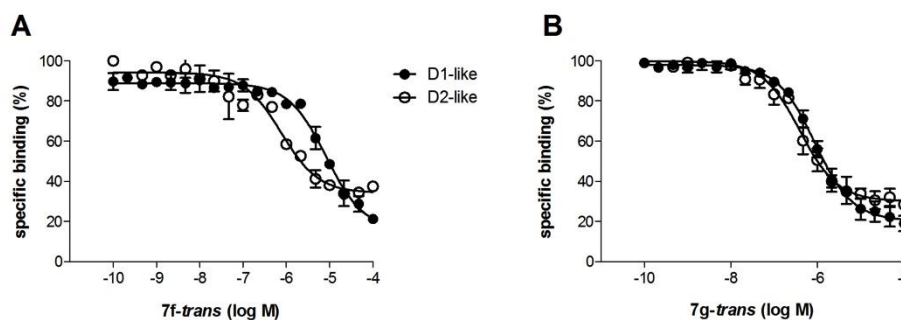 A
B
specific binding (%)
100
80
60
40
20
0
-10
-9
-8
-7
-6
-5
-4
7f-trans (log M)
D1-like
D2-like
specific binding (%)
100
80
60
40
20
0
-10
-8
-6
-4
7g-trans (log M)